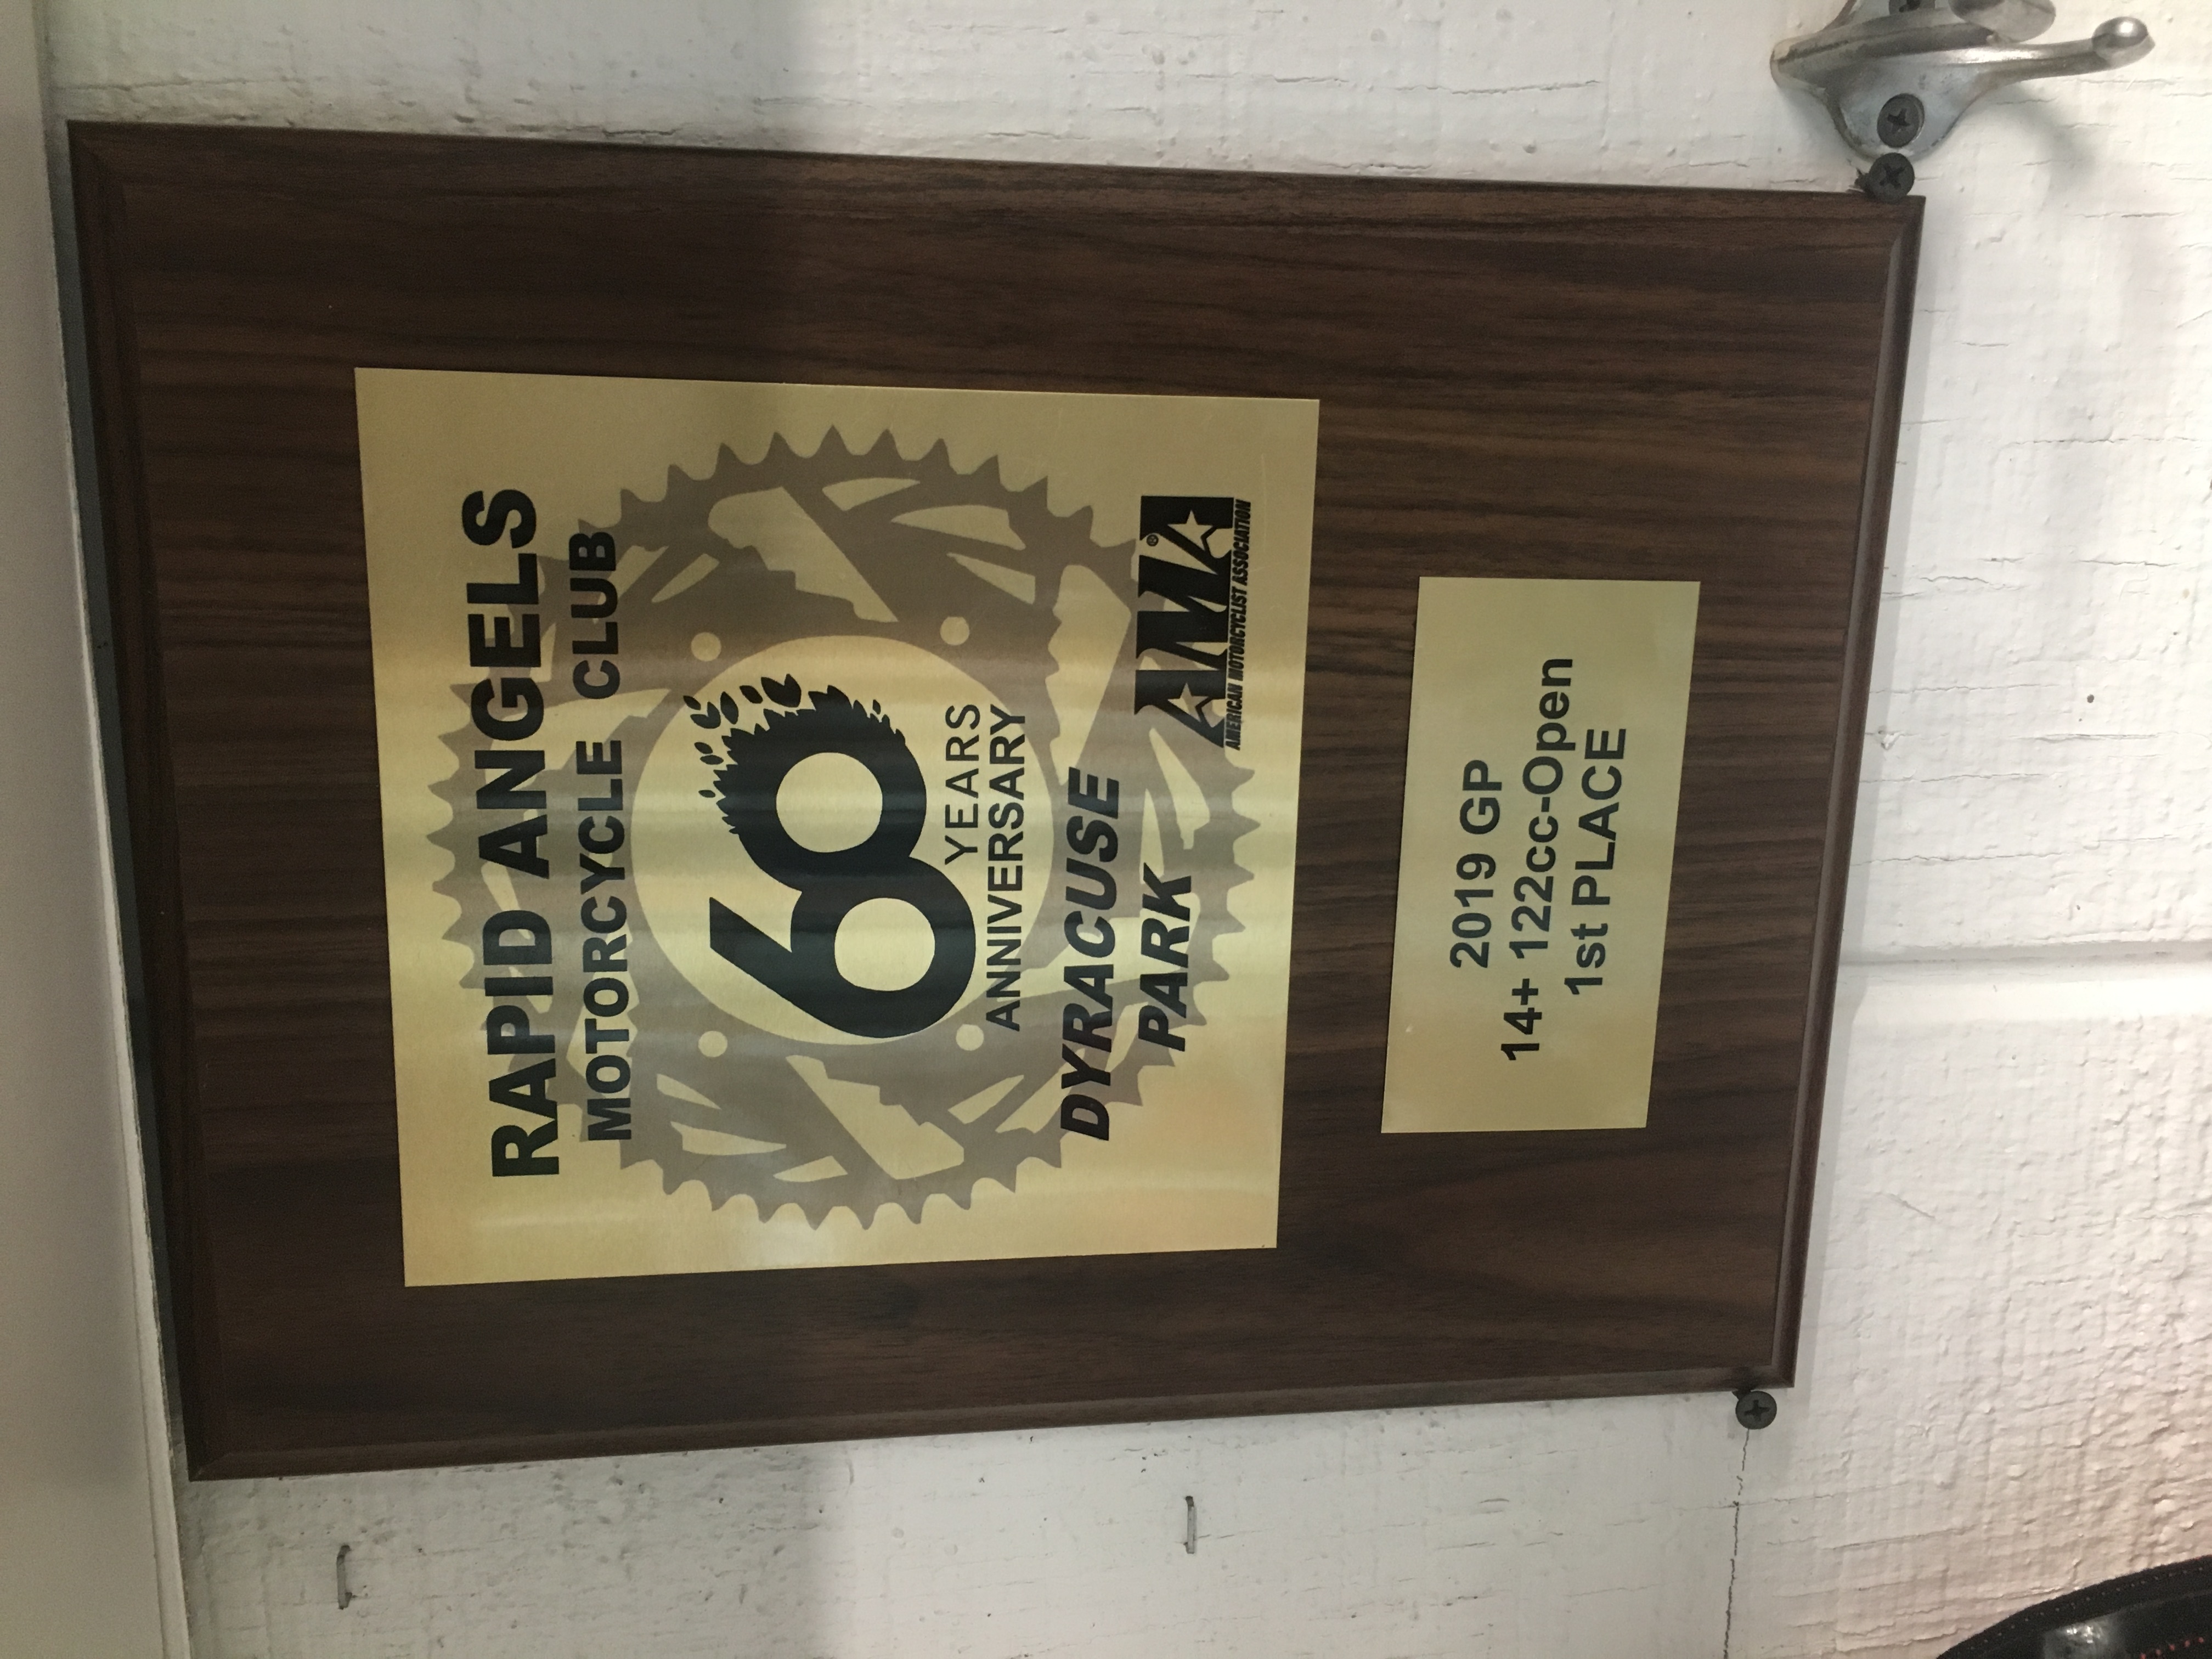 RAPID ANGELS
MOTORCYCLE CLUB
60
YEARS
ANNIVERSARY
DYRACUSE
PARK
AMA®
AMERICAN MOTORCYCLIST ASSOCIATION
2019 GP
14+ 122cc-Open
1st PLACE